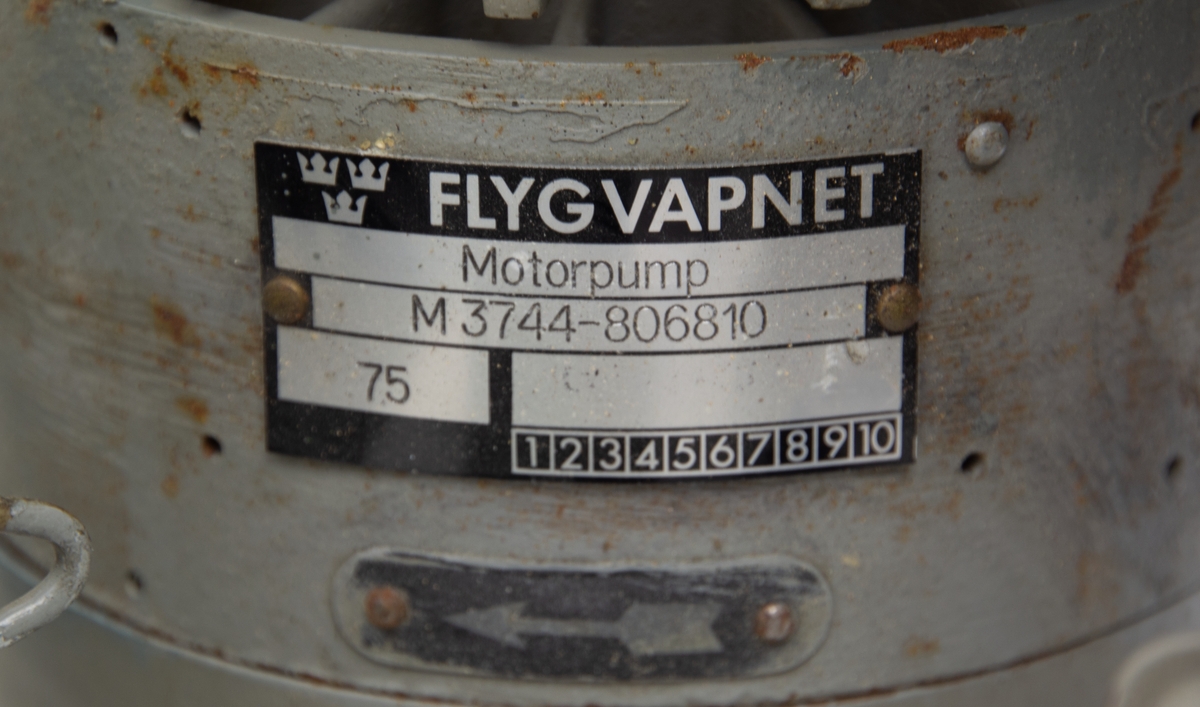 FLYGVAPNET
Motorpump
M 3744-806810
75
1 2 3 4 5 6 7 8 9 10